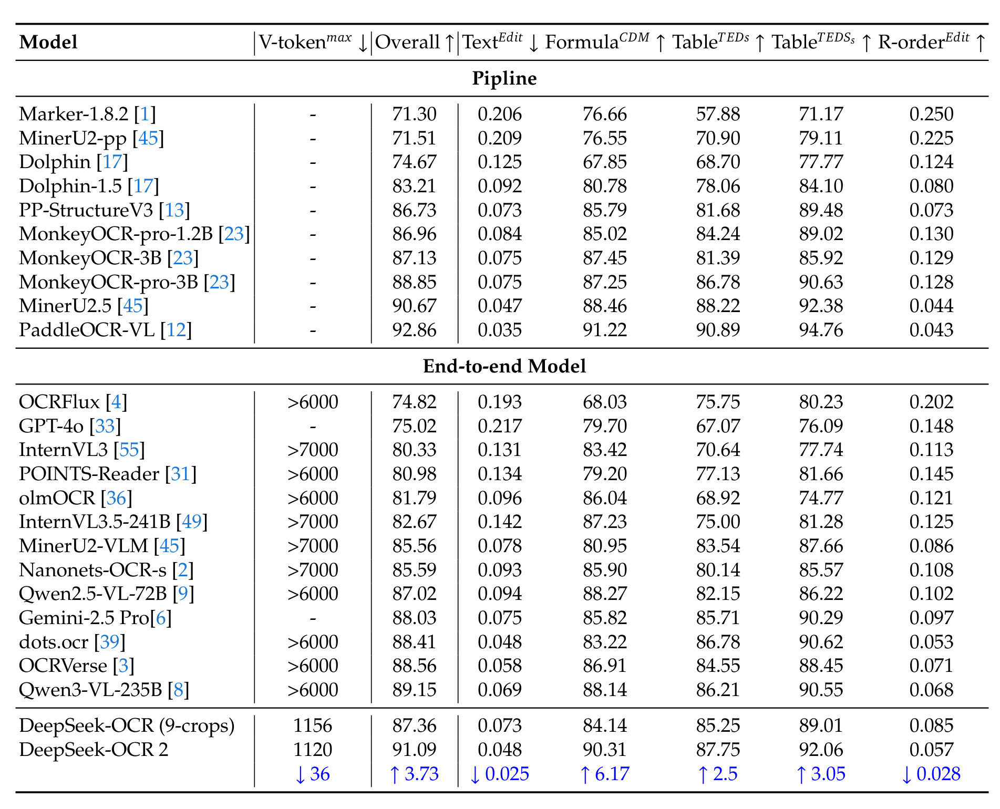 Model V-token^max ↓ Overall ↑ Text^Edit ↓ Formula^CDM ↑ Table^TEDs ↑ Table^TEDS_s ↑ R-order^Edit ↑
Pipline
Marker-1.8.2 [1] - 71.30 0.206 76.66 57.88 71.17 0.250
MinerU2-pp [45] - 71.51 0.209 76.55 70.90 79.11 0.225
Dolphin [17] - 74.67 0.125 67.85 68.70 77.77 0.124
Dolphin-1.5 [17] - 83.21 0.092 80.78 78.06 84.10 0.080
PP-StructureV3 [13] - 86.73 0.073 85.79 81.68 89.48 0.073
MonkeyOCR-pro-1.2B [23] - 86.96 0.084 85.02 84.24 89.02 0.130
MonkeyOCR-3B [23] - 87.13 0.075 87.45 81.39 85.92 0.129
MonkeyOCR-pro-3B [23] - 88.85 0.075 87.25 86.78 90.63 0.128
MinerU2.5 [45] - 90.67 0.047 88.46 88.22 92.38 0.044
PaddleOCR-VL [12] - 92.86 0.035 91.22 90.89 94.76 0.043
End-to-end Model
OCRFlux [4] >6000 74.82 0.193 68.03 75.75 80.23 0.202
GPT-4o [33] - 75.02 0.217 79.70 67.07 76.09 0.148
InternVL3 [55] >7000 80.33 0.131 83.42 70.64 77.74 0.113
POINTS-Reader [31] >6000 80.98 0.134 79.20 77.13 81.66 0.145
olmOCR [36] >6000 81.79 0.096 86.04 68.92 74.77 0.121
InternVL3.5-241B [49] >7000 82.67 0.142 87.23 75.00 81.28 0.125
MinerU2-VLM [45] >7000 85.56 0.078 80.95 83.54 87.66 0.086
Nanonets-OCR-s [2] >7000 85.59 0.093 85.90 80.14 85.57 0.108
Qwen2.5-VL-72B [9] >6000 87.02 0.094 88.27 82.15 86.22 0.102
Gemini-2.5 Pro[6] - 88.03 0.075 85.82 85.71 90.29 0.097
dots.ocr [39] >6000 88.41 0.048 83.22 86.78 90.62 0.053
OCRVerse [3] >6000 88.56 0.058 86.91 84.55 88.45 0.071
Qwen3-VL-235B [8] >6000 89.15 0.069 88.14 86.21 90.55 0.068
DeepSeek-OCR (9-crops) 1156 87.36 0.073 84.14 85.25 89.01 0.085
DeepSeek-OCR 2 1120 91.09 0.048 90.31 87.75 92.06 0.057
↓ 36 ↑ 3.73 ↓ 0.025 ↑ 6.17 ↑ 2.5 ↑ 3.05 ↓ 0.028